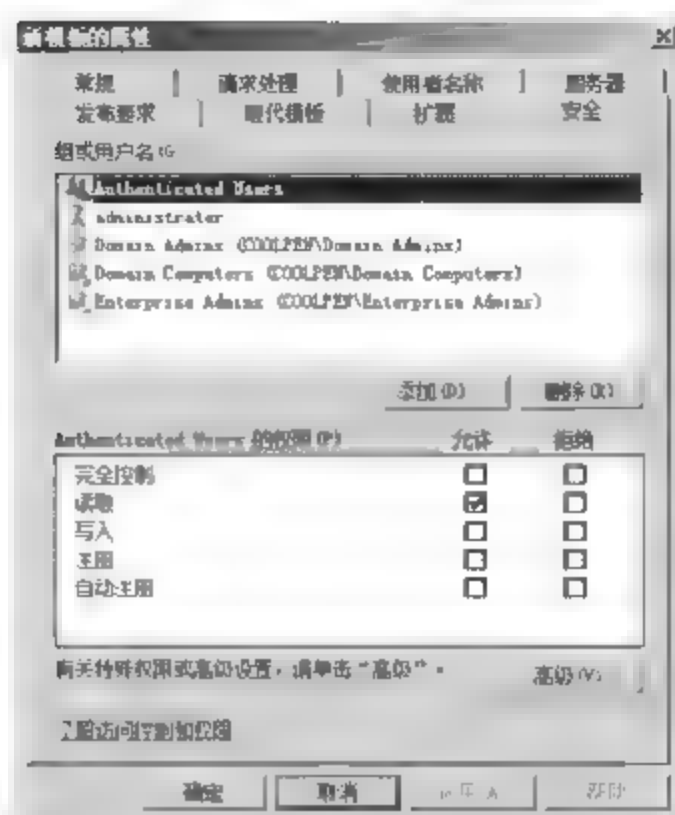 新模板的属性
常规 请求处理 使用者名称 服务器
发布要求 取代模板 扩展 安全
组或用户名(G
Authenticated Users
administrator
Domain Admins (COOLPEN\Domain Admins)
Domain Computers (COOLPEN\Domain Computers)
Enterprise Admins (COOLPEN\Enterprise Admins)
添加(D) 删除(R)
Authenticated Users 的权限(P) 允许 拒绝
完全控制
读取
写入
注册
自动注册
有关特殊权限或高级设置，请单击“高级”。 高级(V)
了解访问控制和权限
确定 取消 应用(A 帮助